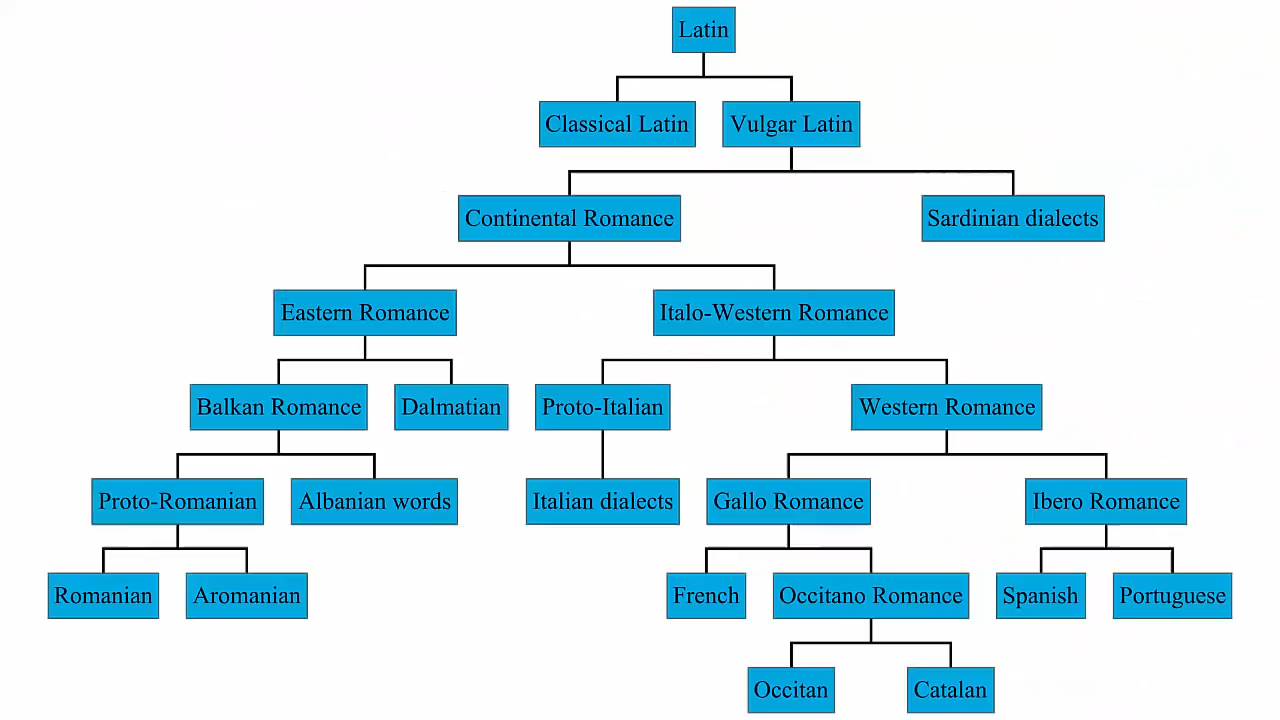 Latin
Classical Latin
Vulgar Latin
Continental Romance
Sardinian dialects
Eastern Romance
Italo-Western Romance
Balkan Romance
Dalmatian
Proto-Italian
Western Romance
Proto-Romanian
Albanian words
Italian dialects
Gallo Romance
Ibero Romance
Romanian
Aromanian
French
Occitano Romance
Spanish
Portuguese
Occitan
Catalan